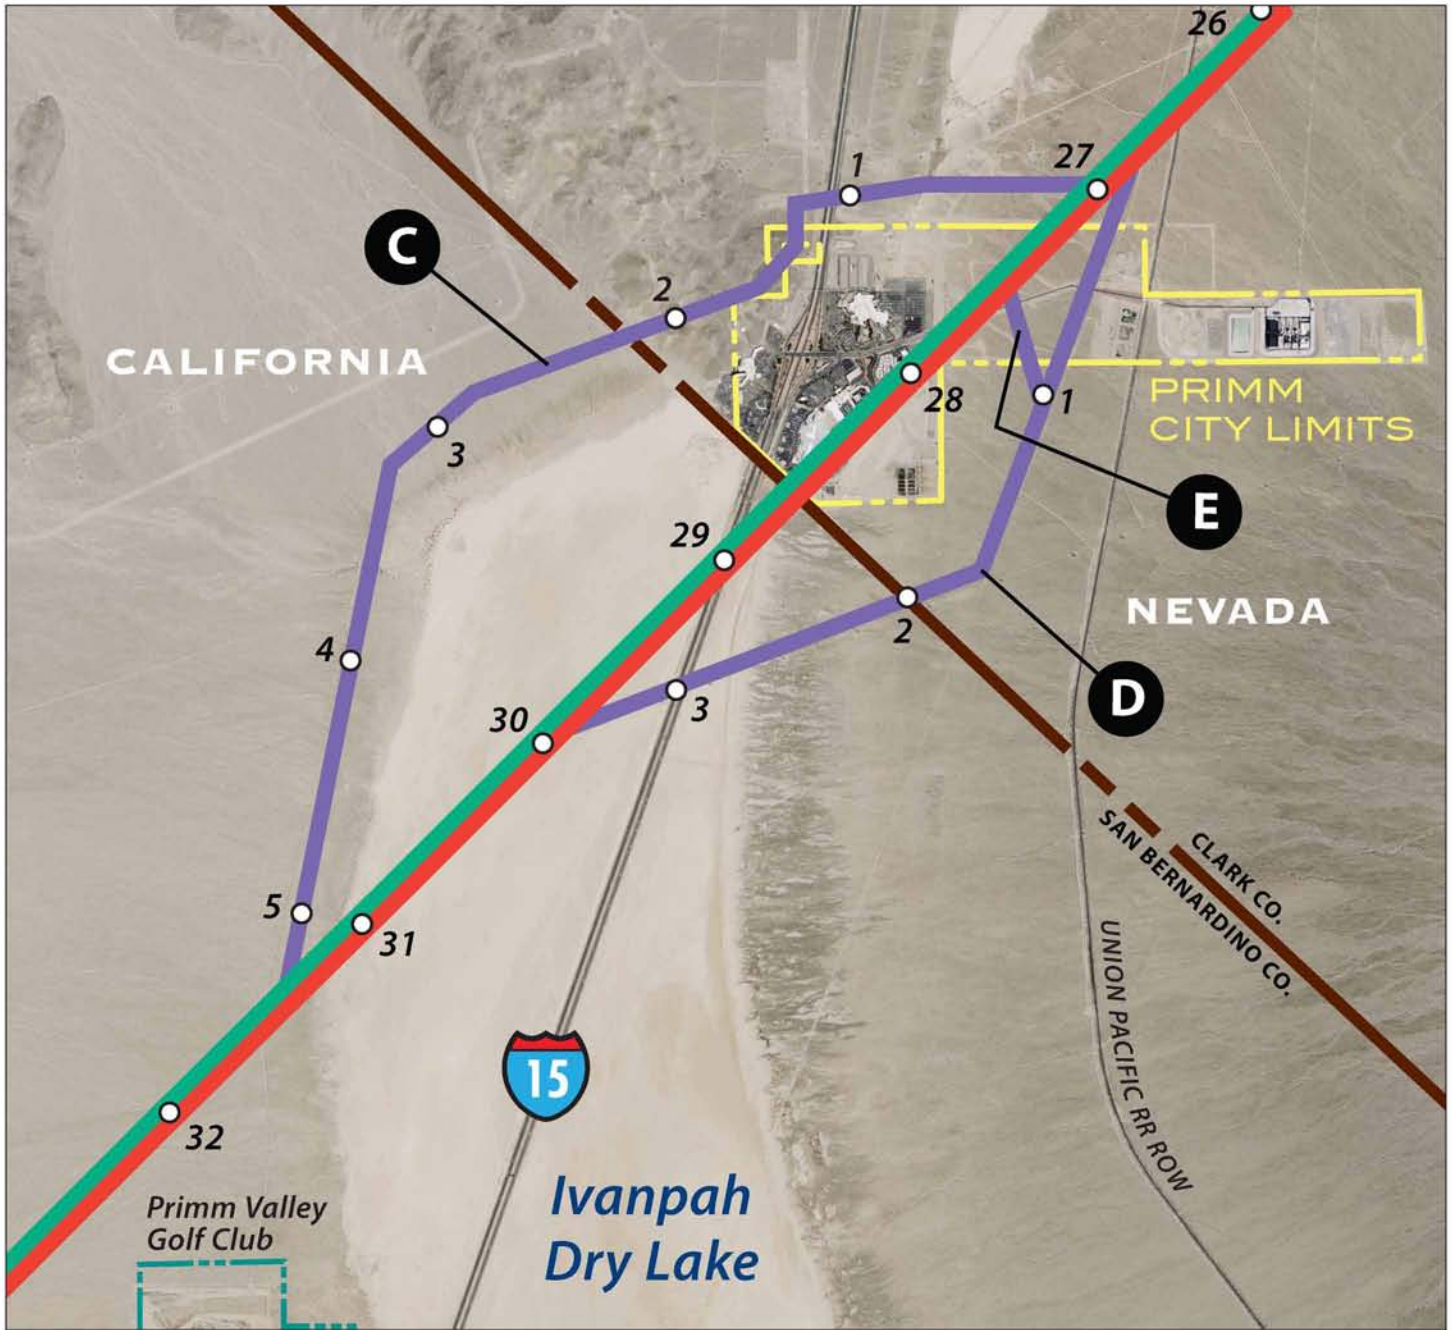 26
27
1
C
2
CALIFORNIA
28
1
PRIMM
CITY LIMITS
3
E
29
NEVADA
2
4
D
3
30
CLARK CO.
SAN BERNARDINO CO.
5
31
UNION PACIFIC RR ROW
15
32
Ivanpah
Dry Lake
Primm Valley
Golf Club